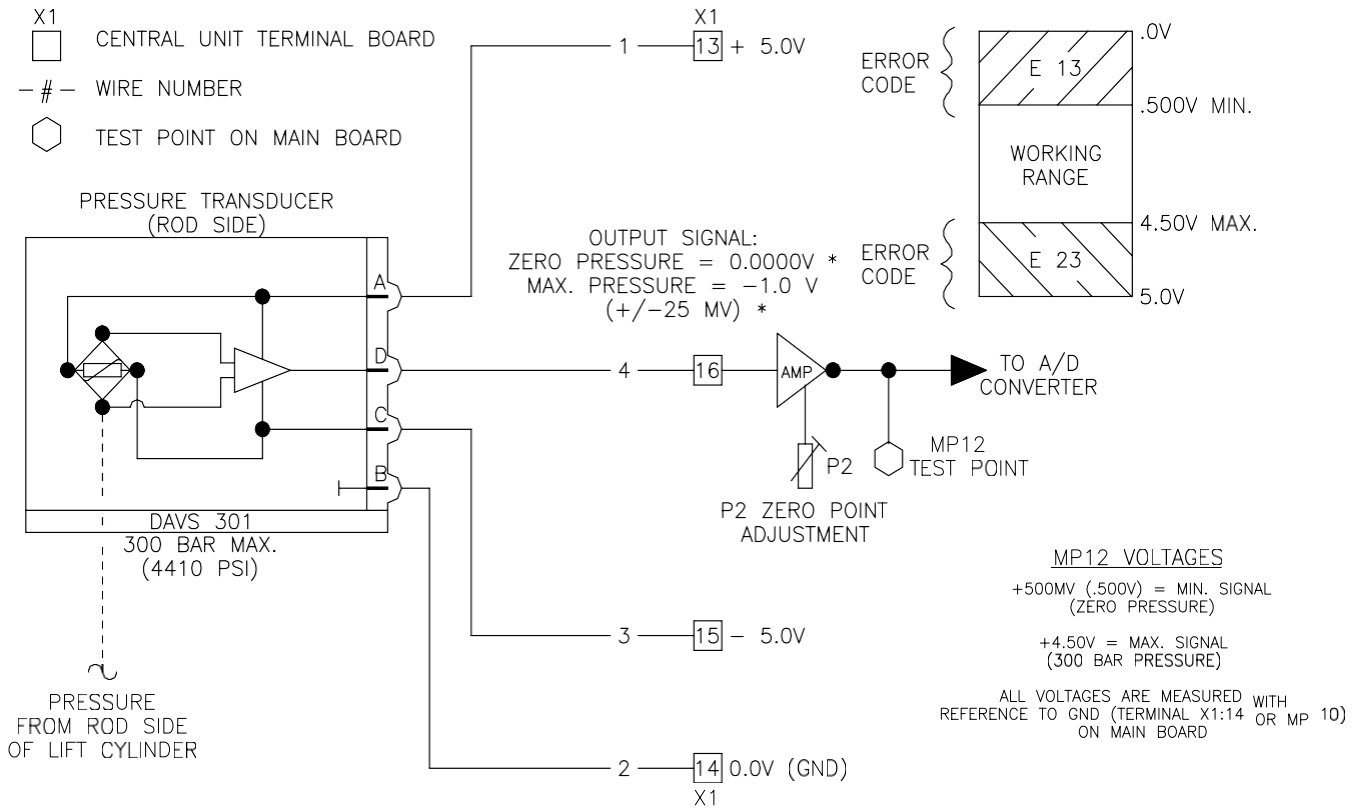 X1
CENTRAL UNIT TERMINAL BOARD
-#- WIRE NUMBER
TEST POINT ON MAIN BOARD
PRESSURE TRANSDUCER
(ROD SIDE)
A
D
C
B
DAVS 301
300 BAR MAX.
(4410 PSI)
PRESSURE
FROM ROD SIDE
OF LIFT CYLINDER
X1
1 13 + 5.0V
OUTPUT SIGNAL:
ZERO PRESSURE = 0.0000V *
MAX. PRESSURE = -1.0 V
(+/-25 MV) *
4 16
AMP
TO A/D
CONVERTER
P2
MP12
TEST POINT
P2 ZERO POINT
ADJUSTMENT
3 15 - 5.0V
2 14 0.0V (GND)
X1
ERROR
CODE
E 13
.0V
.500V MIN.
WORKING
RANGE
4.50V MAX.
ERROR
CODE
E 23
5.0V
MP12 VOLTAGES
+500MV (.500V) = MIN. SIGNAL
(ZERO PRESSURE)
+4.50V = MAX. SIGNAL
(300 BAR PRESSURE)
ALL VOLTAGES ARE MEASURED WITH
REFERENCE TO GND (TERMINAL X1:14 OR MP 10)
ON MAIN BOARD